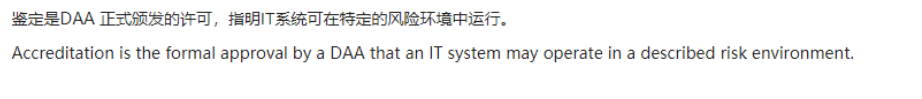 鉴定是DAA 正式颁发的许可，指明IT系统可在特定的风险环境中运行。
Accreditation is the formal approval by a DAA that an IT system may operate in a described risk environment.